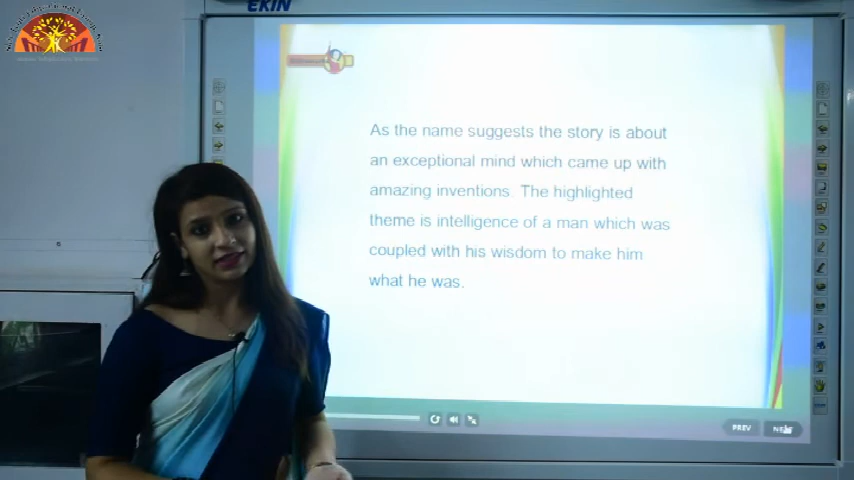 EKIN
As the name suggests the story is about
an exceptional mind which came up with
amazing inventions. The highlighted
theme is intelligence of a man which was
coupled with his wisdom to make him
what he was.
PREV